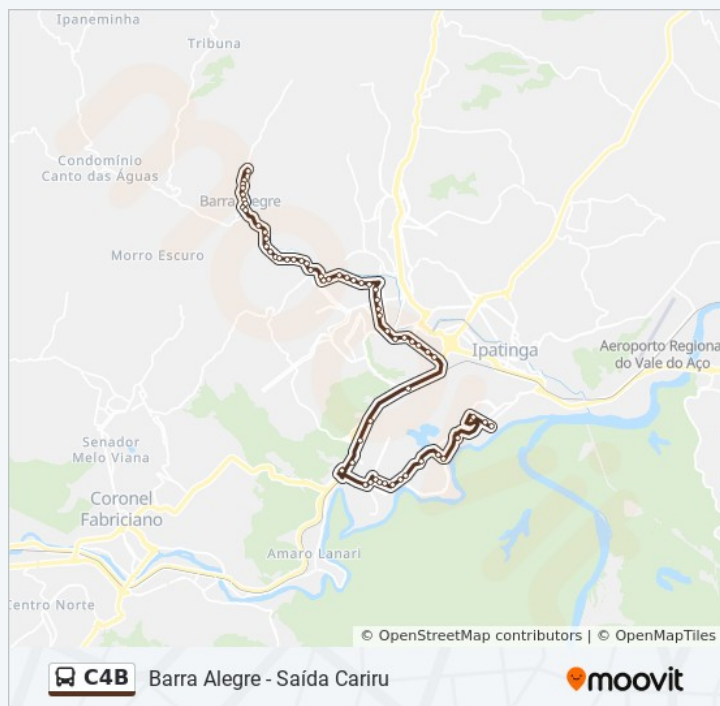 Ipaneminha
Tribuna
Condomínio
Canto das Águas
Barra Alegre
Morro Escuro
Ipatinga
Aeroporto Regiona
do Vale do Aço
Senador
Melo Viana
Coronel
Fabriciano
Amaro Lanari
Centro Norte
© OpenStreetMap contributors | © OpenMapTiles
C4B
Barra Alegre - Saída Cariru
moovit